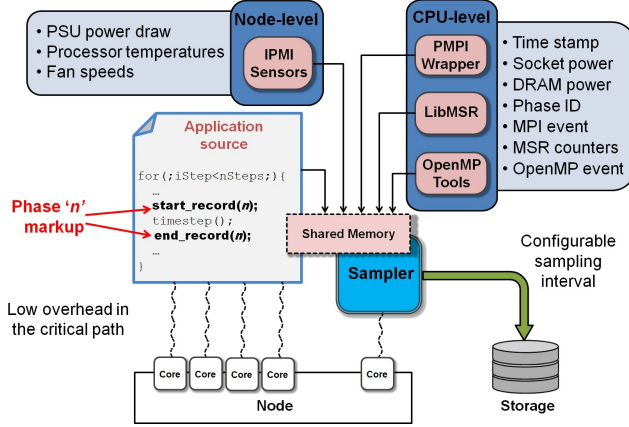 Node-level
IPMI
Sensors
• PSU power draw
• Processor temperatures
• Fan speeds
CPU-level
PMPI
Wrapper
LibMSR
OpenMP
Tools
• Time stamp
• Socket power
• DRAM power
• Phase ID
• MPI event
• MSR counters
• OpenMP event
Application
source
for(;iStep<nSteps;){
…
start_record(n);
timestep();
end_record(n);
…
}
Phase ‘n’
markup
Shared Memory
Sampler
Configurable
sampling
interval
Low overhead in
the critical path
Core
Core
Core
Core
Core
Node
Storage